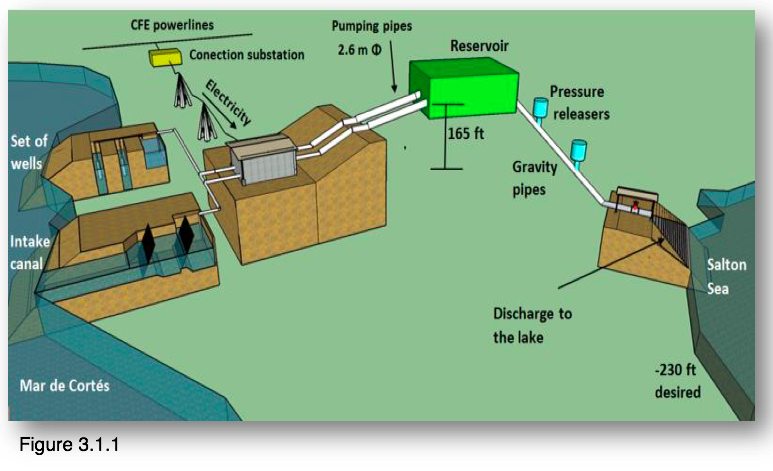 CFE powerlines
Conection substation
Electricity
Pumping pipes
2.6 m Φ
Reservoir
165 ft
Pressure
releasers
Gravity
pipes
Set of
wells
Intake
canal
Mar de Cortés
Discharge to
the lake
Salton
Sea
-230 ft
desired
Figure 3.1.1